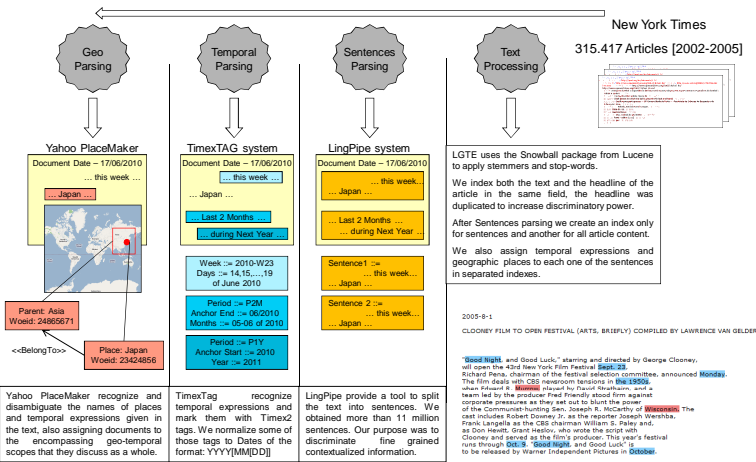 New York Times
315.417 Articles [2002-2005]
Geo
Parsing
Temporal
Parsing
Sentences
Parsing
Text
Processing
Yahoo PlaceMaker
Document Date – 17/06/2010
... this week ...
... Japan ...
Parent: Asia
Woeid: 24865671
<<BelongTo>>
Place: Japan
Woeid: 23424856
TimexTAG system
Document Date – 17/06/2010
... this week ...
... Japan ...
... Last 2 Months ...
... during Next Year ...
Week ::= 2010-W23
Days ::= 14,15,...,19
of June 2010
Period ::= P2M
Anchor End ::= 06/2010
Months ::= 05-06 of 2010
Period ::= P1Y
Anchor Start ::= 2010
Year ::= 2011
LingPipe system
Document Date – 17/06/2010
... this week...
... Japan ...
... Last 2 Months ...
... during Next Year ...
Sentence1 ::=
... this week...
... Japan ...
Sentence 2 ::=
... this week...
... Japan ...
LGTE uses the Snowball package from Lucene
to apply stemmers and stop-words.
We index both the text and the headline of the
article in the same field, the headline was
duplicated to increase discriminatory power.
After Sentences parsing we create an index only
for sentences and another for all article content.
We also assign temporal expressions and
geographic places to each one of the sentences
in separated indexes.
2005-8-1
CLOONEY FILM TO OPEN FESTIVAL (ARTS, BRIEFLY) COMPILED BY LAWRENCE VAN GELDER
"Good Night, and Good Luck," starring and directed by George Clooney,
will open the 43rd New York Film Festival Sept. 23,
Richard Pena, chairman of the festival selection committee, announced Monday.
The film deals with CBS newsroom tensions in the 1950s,
when Edward R. Murrow, played by David Strathairn, and a
team led by the producer Fred Friendly stood firm against
corporate pressures as they set out to blunt the power
of the Communist-hunting Sen. Joseph R. McCarthy of Wisconsin. The
cast includes Robert Downey Jr. as the reporter Joseph Wershba,
Frank Langella as the CBS chairman William S. Paley and,
as Don Hewitt, Grant Heslov, who wrote the script with
Clooney and served as the film's producer. This year's festival
runs through Oct. 9. "Good Night, and Good Luck" is
to be released by Warner Independent Pictures in October.
Yahoo PlaceMaker recognize and
disambiguate the names of places
and temporal expressions given in
the text, also assigning documents to
the encompassing geo-temporal
scopes that they discuss as a whole.
TimexTag recognize
temporal expressions and
mark them with Timex2
tags. We normalize some of
those tags to Dates of the
format: YYYY[MM[DD]]
LingPipe provide a tool to split
the text into sentences. We
obtained more than 11 million
sentences. Our purpose was to
discriminate fine grained
contextualized information.